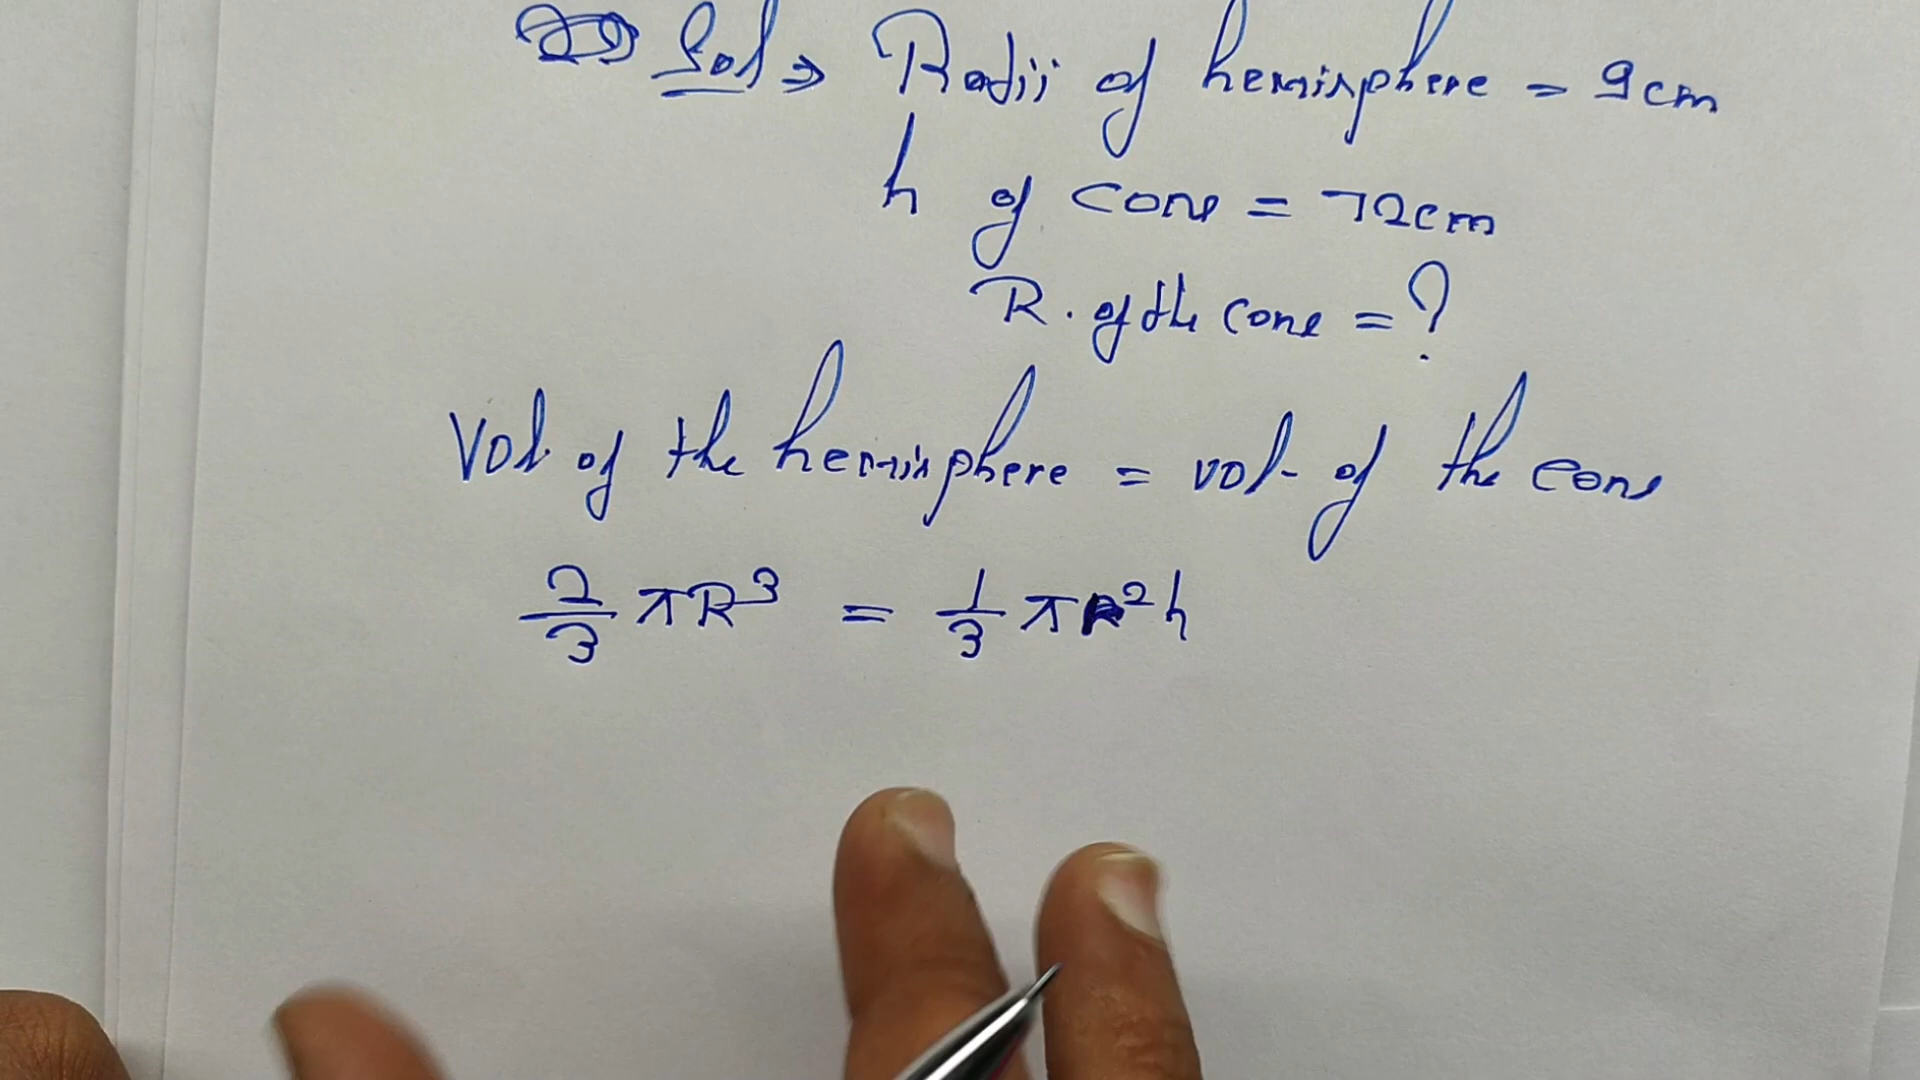 Sol ⇒ Radii of hemisphere = 9cm
h of cone = 72cm
R. of the cone = ?
Vol. of the hemisphere = vol. of the cone
2/3 πR³ = 1/3 πr²h